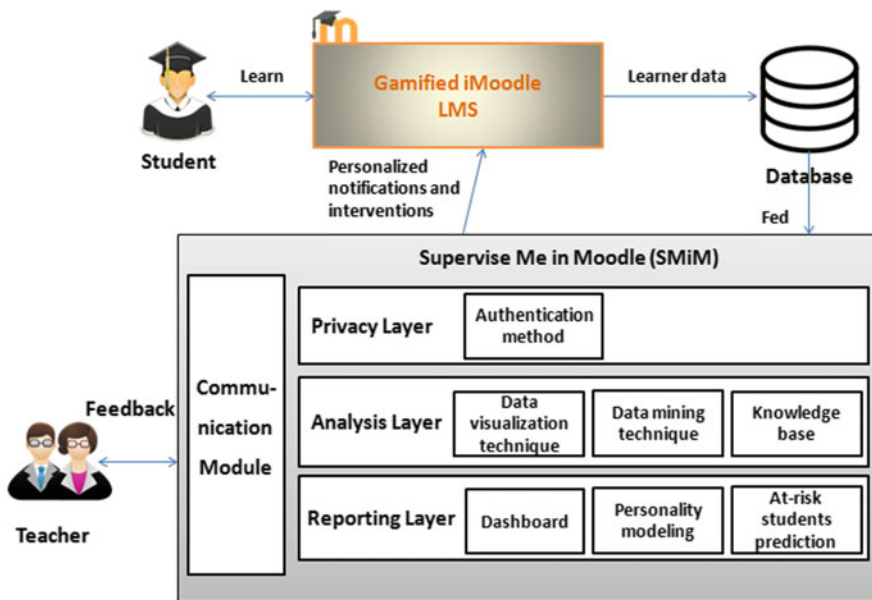 Learn
Gamified iMoodle
LMS
Learner data
Student
Personalized
notifications and
interventions
Database
Fed
Supervise Me in Moodle (SMiM)
Privacy Layer
Authentication
method
Commu-
nication
Module
Analysis Layer
Data
visualization
technique
Data mining
technique
Knowledge
base
Reporting Layer
Dashboard
Personality
modeling
At-risk
students
prediction
Feedback
Teacher